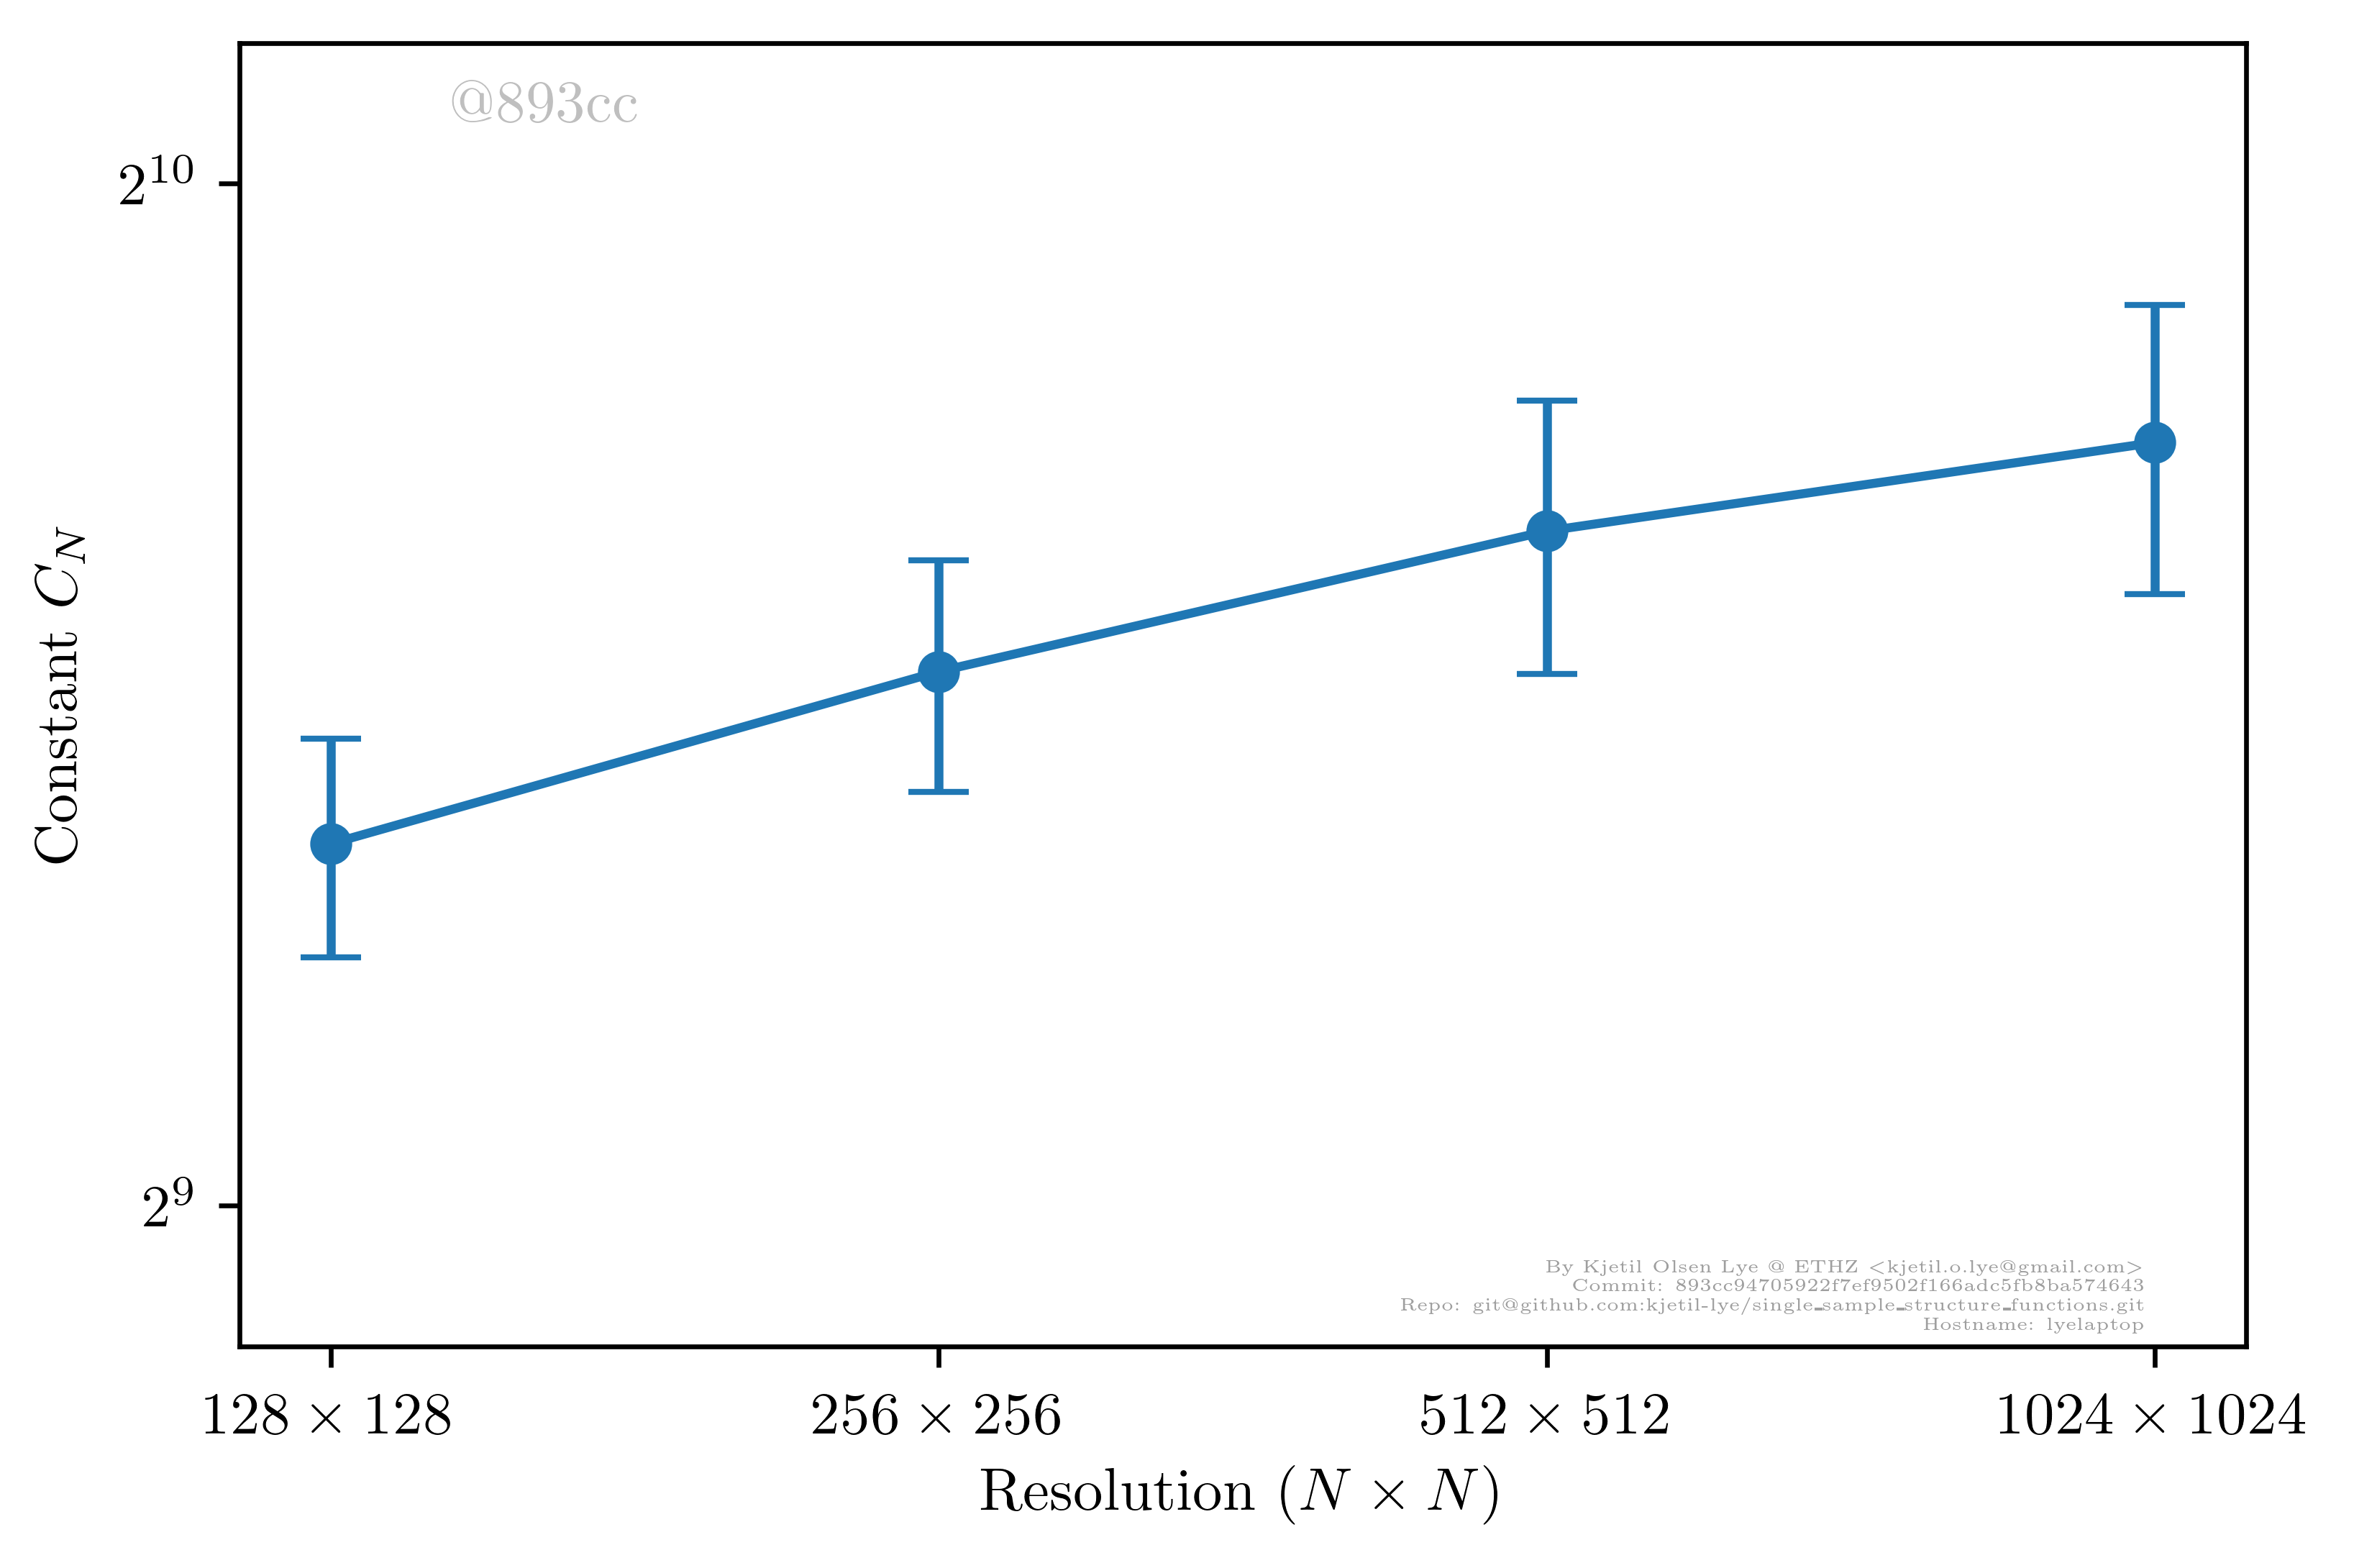 @893cc
2^10
Constant C_N
2^9
By Kjetil Olsen Lye @ ETHZ <kjetil.o.lye@gmail.com>
Commit: 893cc94705922f7ef9502f166adc5fb8ba574643
Repo: git@github.com:kjetil-lye/single_sample_structure_functions.git
Hostname: lyelaptop
128 × 128 256 × 256 512 × 512 1024 × 1024
Resolution (N × N)